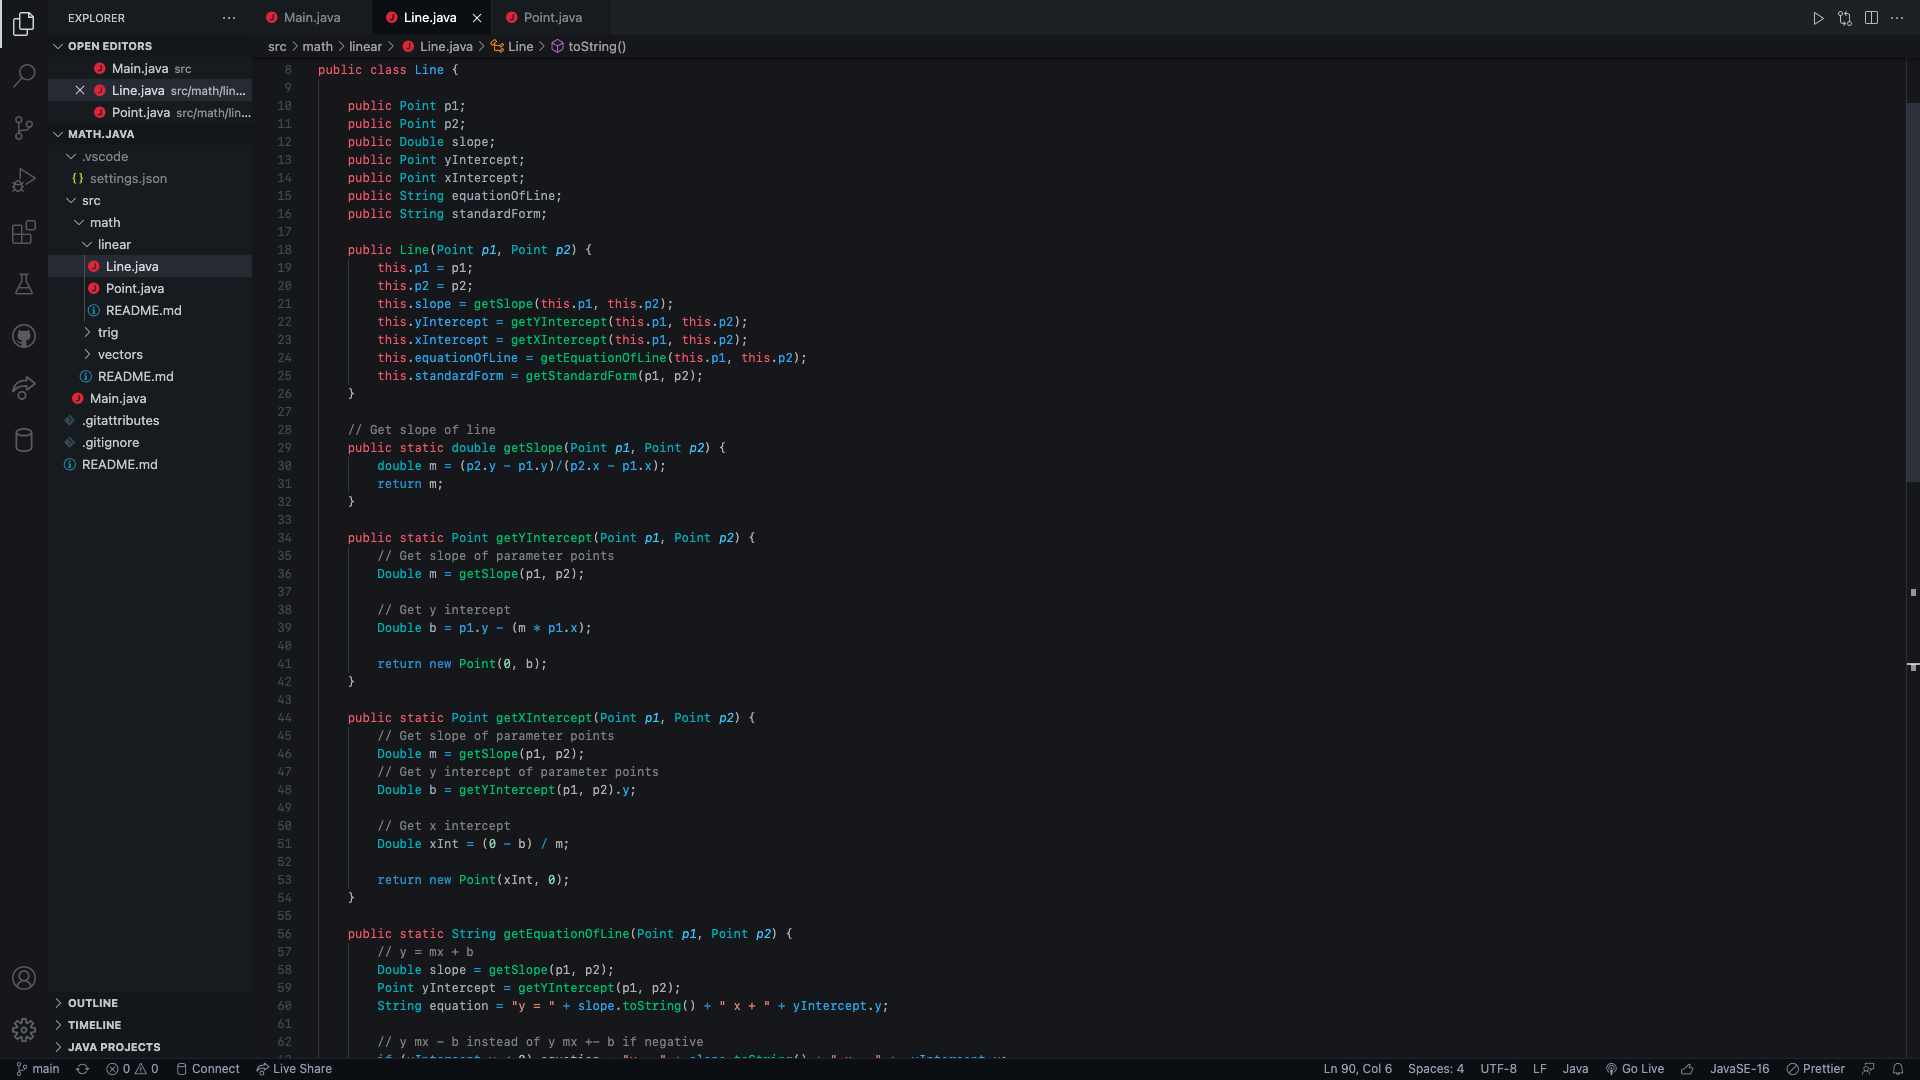 EXPLORER
OPEN EDITORS
Main.java src
Line.java src/math/lin...
Point.java src/math/lin...
MATH.JAVA
.vscode
{} settings.json
src
math
linear
Line.java
Point.java
README.md
trig
vectors
README.md
Main.java
.gitattributes
.gitignore
README.md
OUTLINE
TIMELINE
JAVA PROJECTS
Main.java
Line.java
Point.java
src > math > linear > Line.java > Line > toString()
8 public class Line {
9
10 public Point p1;
11 public Point p2;
12 public Double slope;
13 public Point yIntercept;
14 public Point xIntercept;
15 public String equationOfLine;
16 public String standardForm;
17
18 public Line(Point p1, Point p2) {
19 this.p1 = p1;
20 this.p2 = p2;
21 this.slope = getSlope(this.p1, this.p2);
22 this.yIntercept = getYIntercept(this.p1, this.p2);
23 this.xIntercept = getXIntercept(this.p1, this.p2);
24 this.equationOfLine = getEquationOfLine(this.p1, this.p2);
25 this.standardForm = getStandardForm(p1, p2);
26 }
27
28 // Get slope of line
29 public static double getSlope(Point p1, Point p2) {
30 double m = (p2.y - p1.y)/(p2.x - p1.x);
31 return m;
32 }
33
34 public static Point getYIntercept(Point p1, Point p2) {
35 // Get slope of parameter points
36 Double m = getSlope(p1, p2);
37
38 // Get y intercept
39 Double b = p1.y - (m * p1.x);
40
41 return new Point(0, b);
42 }
43
44 public static Point getXIntercept(Point p1, Point p2) {
45 // Get slope of parameter points
46 Double m = getSlope(p1, p2);
47 // Get y intercept of parameter points
48 Double b = getYIntercept(p1, p2).y;
49
50 // Get x intercept
51 Double xInt = (0 - b) / m;
52
53 return new Point(xInt, 0);
54 }
55
56 public static String getEquationOfLine(Point p1, Point p2) {
57 // y = mx + b
58 Double slope = getSlope(p1, p2);
59 Point yIntercept = getYIntercept(p1, p2);
60 String equation = "y = " + slope.toString() + " x + " + yIntercept.y;
61
62 // y mx - b instead of y mx +- b if negative
main 0 0 Connect Live Share Ln 90, Col 6 Spaces: 4 UTF-8 LF Java Go Live JavaSE-16 Prettier